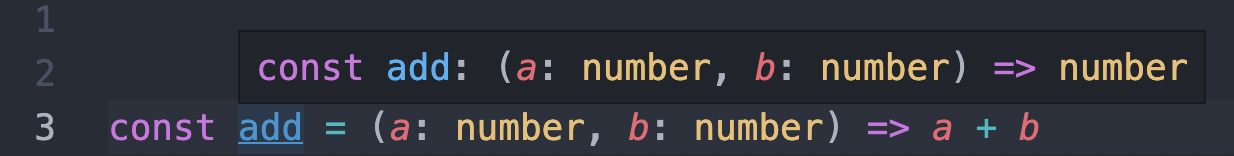 1
2
const add: (a: number, b: number) => number
3 const add = (a: number, b: number) => a + b